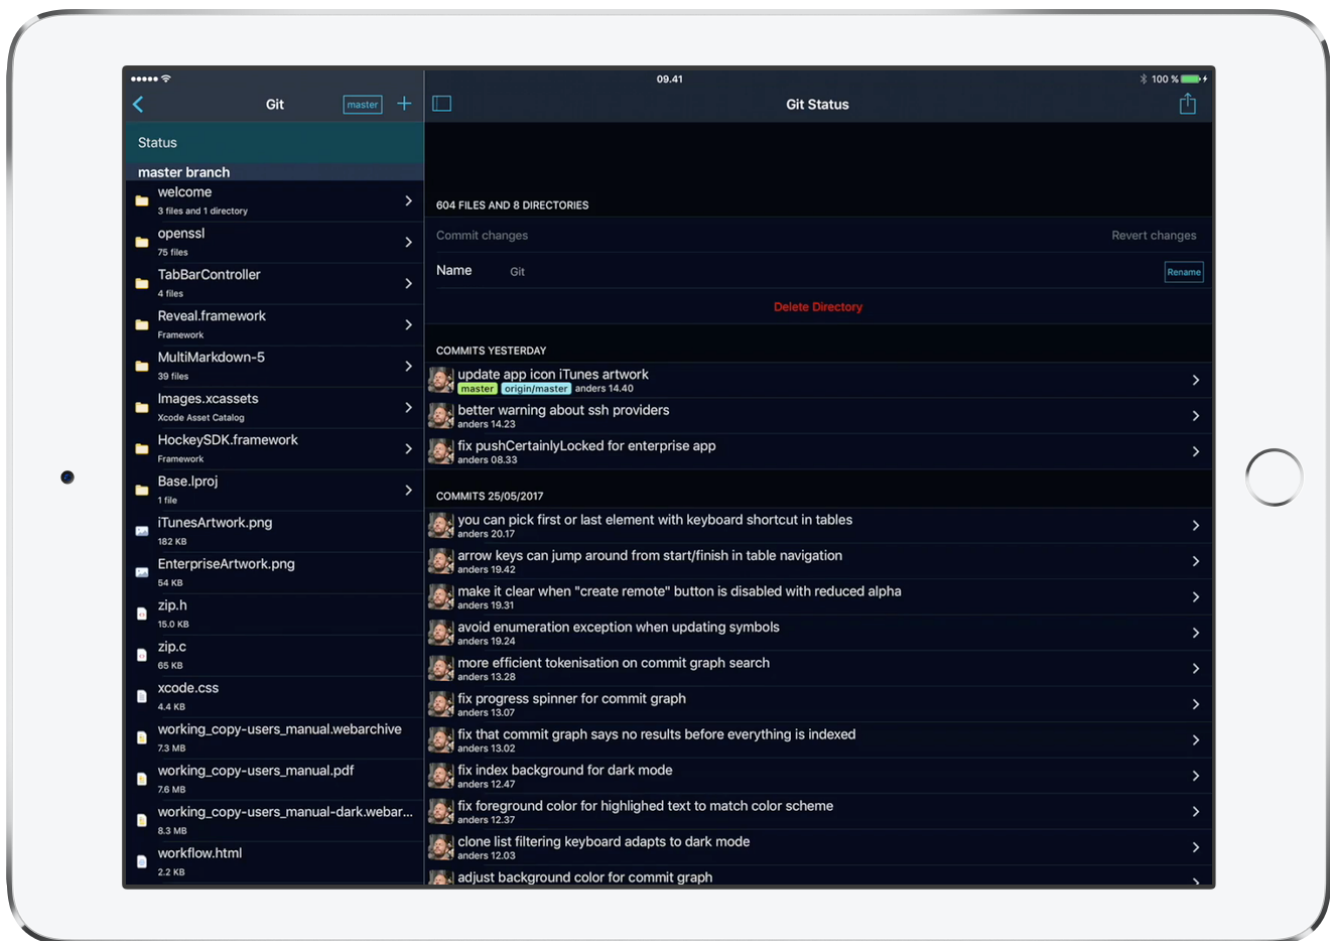 09.41
100 %
Git
master
Git Status
Status
master branch
welcome
3 files and 1 directory
openssl
75 files
TabBarController
4 files
Reveal.framework
Framework
MultiMarkdown-5
39 files
Images.xcassets
Xcode Asset Catalog
HockeySDK.framework
Framework
Base.lproj
1 file
iTunesArtwork.png
182 KB
EnterpriseArtwork.png
54 KB
zip.h
15.0 KB
zip.c
65 KB
xcode.css
4.4 KB
working_copy-users_manual.webarchive
7.3 MB
working_copy-users_manual.pdf
7.6 MB
working_copy-users_manual-dark.webar...
8.3 MB
workflow.html
2.2 KB
604 FILES AND 8 DIRECTORIES
Commit changes Revert changes
Name Git Rename
Delete Directory
COMMITS YESTERDAY
update app icon iTunes artwork
master origin/master anders 14.40
better warning about ssh providers
anders 14.23
fix pushCertainlyLocked for enterprise app
anders 08.33
COMMITS 25/05/2017
you can pick first or last element with keyboard shortcut in tables
anders 20.17
arrow keys can jump around from start/finish in table navigation
anders 19.42
make it clear when "create remote" button is disabled with reduced alpha
anders 19.31
avoid enumeration exception when updating symbols
anders 19.24
more efficient tokenisation on commit graph search
anders 13.28
fix progress spinner for commit graph
anders 13.07
fix that commit graph says no results before everything is indexed
anders 13.02
fix index background for dark mode
anders 12.47
fix foreground color for highlighed text to match color scheme
anders 12.37
clone list filtering keyboard adapts to dark mode
anders 12.03
adjust background color for commit graph